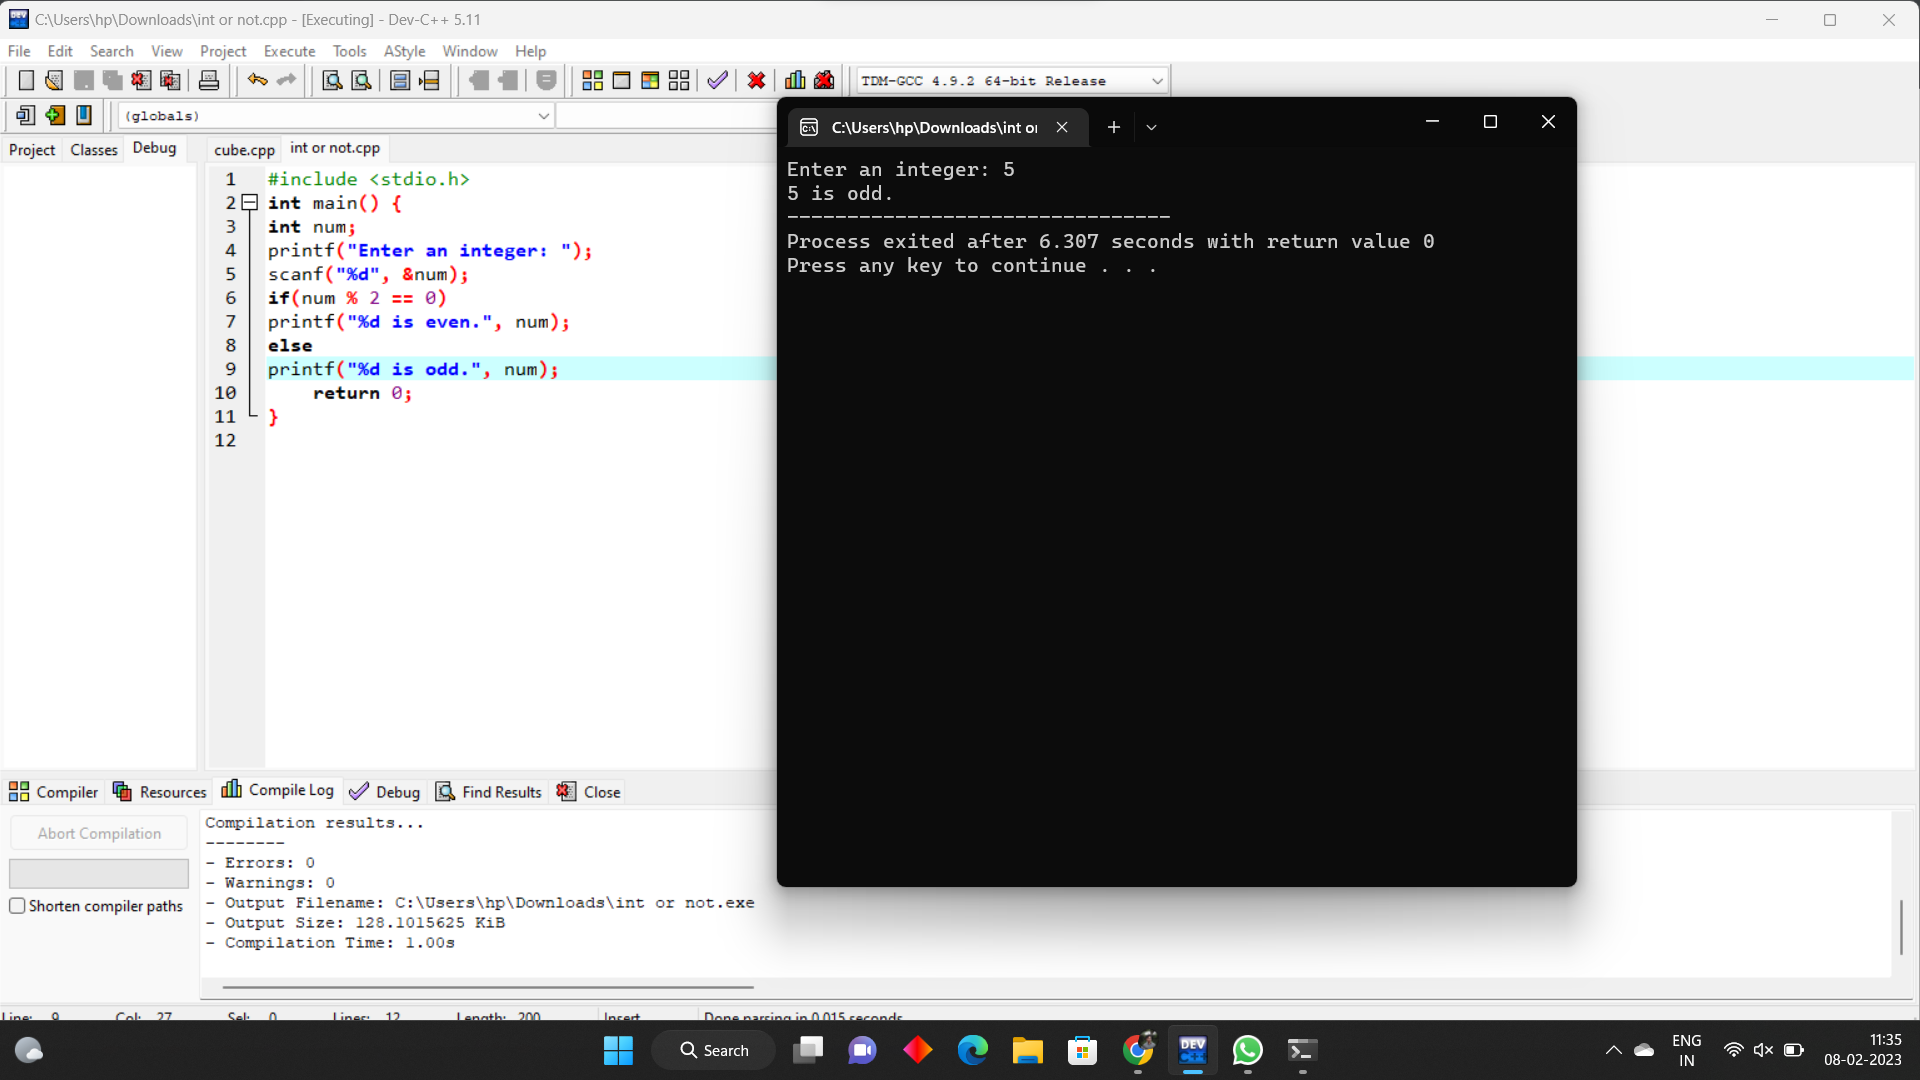 C:\Users\hp\Downloads\int or not.cpp - [Executing] - Dev-C++ 5.11
File Edit Search View Project Execute Tools AStyle Window Help
TDM-GCC 4.9.2 64-bit Release
(globals)
Project Classes Debug
cube.cpp int or not.cpp
1 #include <stdio.h>
2 int main() {
3 int num;
4 printf("Enter an integer: ");
5 scanf("%d", &num);
6 if(num % 2 == 0)
7 printf("%d is even.", num);
8 else
9 printf("%d is odd.", num);
10 return 0;
11 }
12
C:\Users\hp\Downloads\int or
Enter an integer: 5
5 is odd.
--------------------------------
Process exited after 6.307 seconds with return value 0
Press any key to continue . . .
Compiler Resources Compile Log Debug Find Results Close
Abort Compilation
Shorten compiler paths
Compilation results...
--------
- Errors: 0
- Warnings: 0
- Output Filename: C:\Users\hp\Downloads\int or not.exe
- Output Size: 128.1015625 KiB
- Compilation Time: 1.00s
Line: 9 Col: 27 Sel: 0 Lines: 12 Length: 200 Insert Done parsing in 0.015 seconds
Search
DEV C++
ENG
IN
11:35
08-02-2023